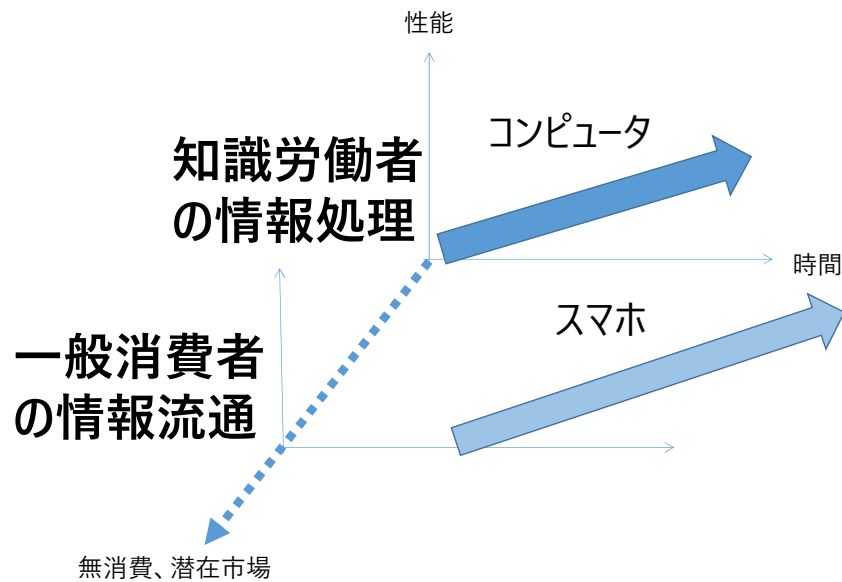 性能
コンピュータ
知識労働者
の情報処理
時間
スマホ
一般消費者
の情報流通
無消費、潜在市場